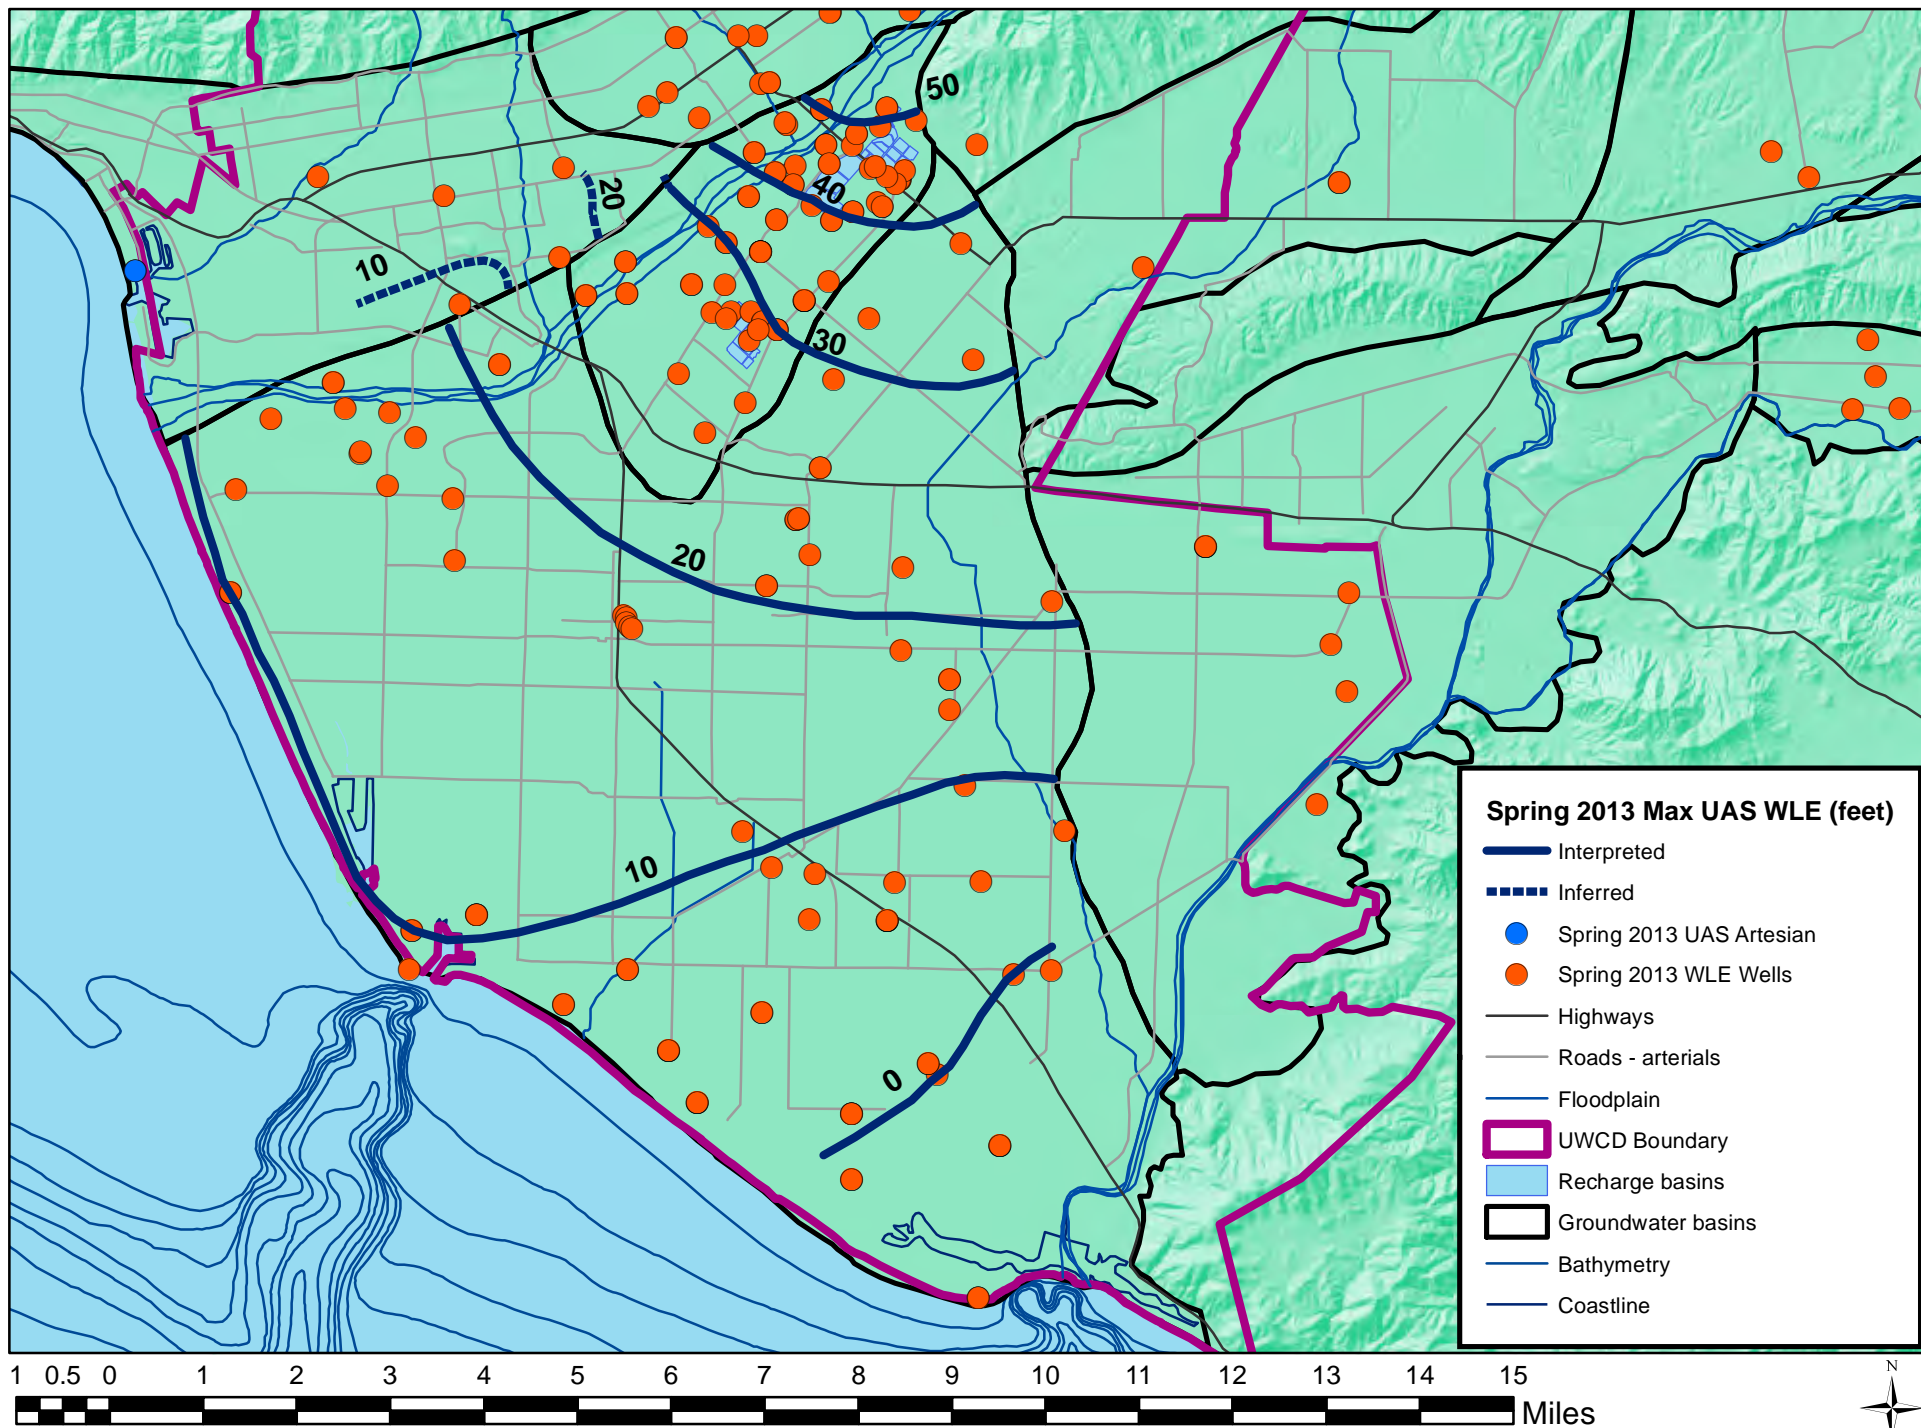 50
40
20
10
30
20
10
0
Spring 2013 Max UAS WLE (feet)
Interpreted
Inferred
Spring 2013 UAS Artesian
Spring 2013 WLE Wells
Highways
Roads - arterials
Floodplain
UWCD Boundary
Recharge basins
Groundwater basins
Bathymetry
Coastline
1 0.5 0 1 2 3 4 5 6 7 8 9 10 11 12 13 14 15
Miles
N